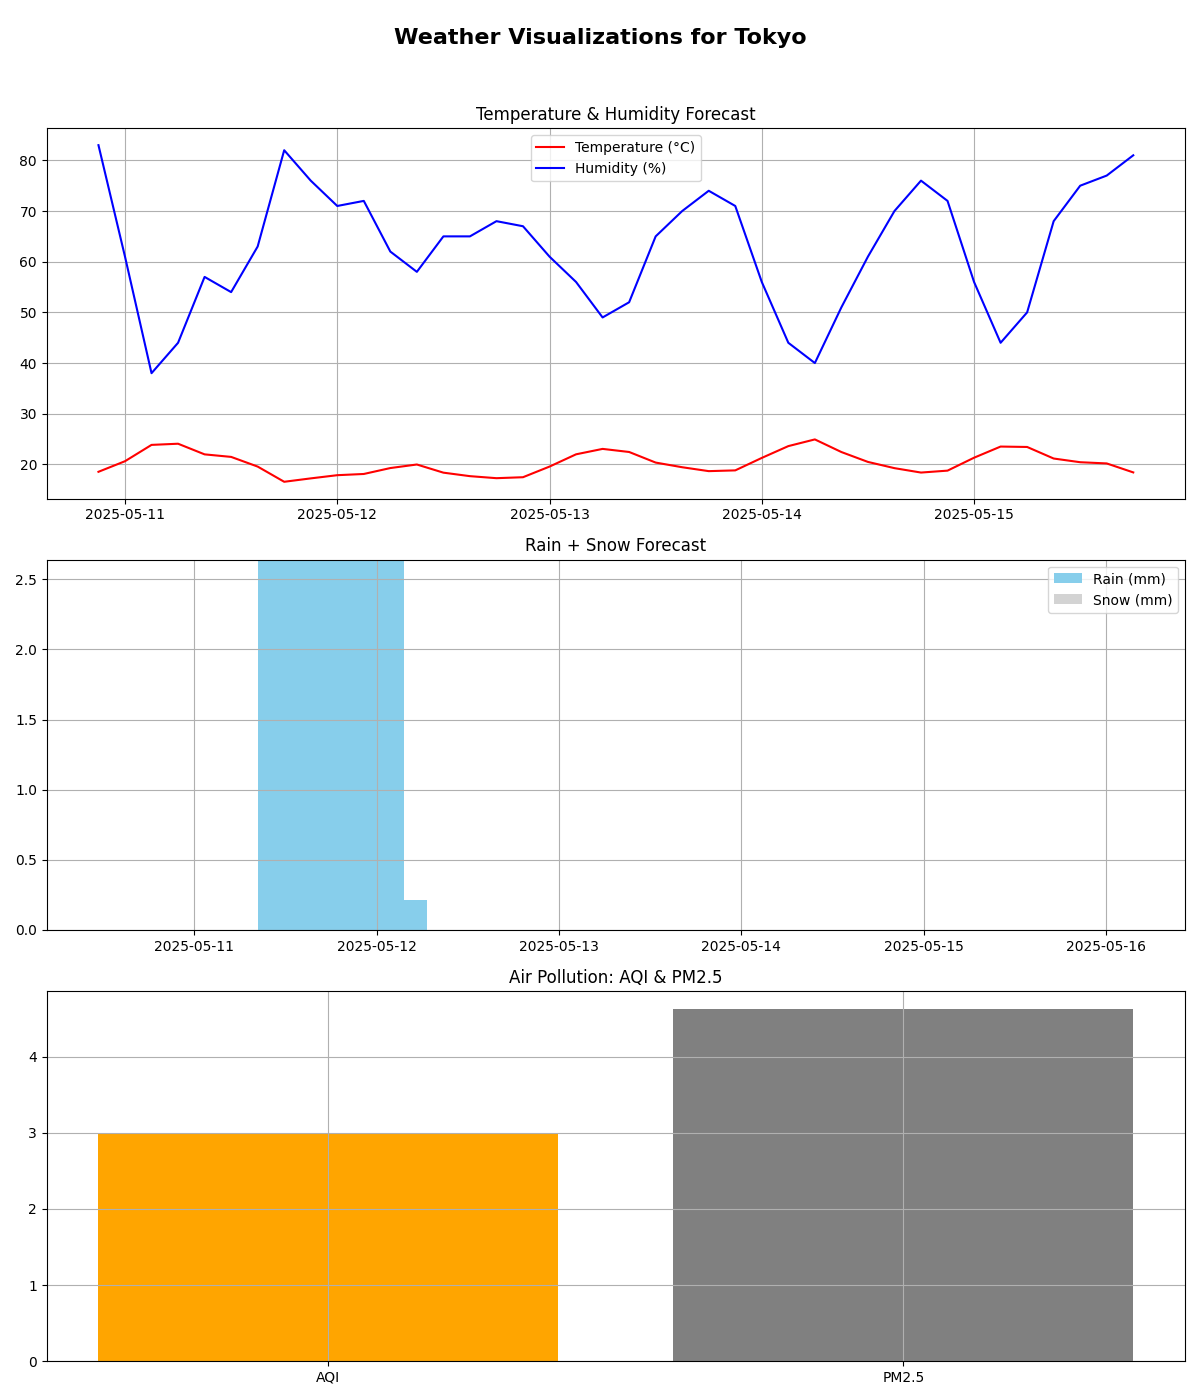 Weather Visualizations for Tokyo
Temperature & Humidity Forecast
Temperature (°C)
Humidity (%)
80
70
60
50
40
30
20
2025-05-11 2025-05-12 2025-05-13 2025-05-14 2025-05-15
Rain + Snow Forecast
Rain (mm)
Snow (mm)
2.5
2.0
1.5
1.0
0.5
0.0
2025-05-11 2025-05-12 2025-05-13 2025-05-14 2025-05-15 2025-05-16
Air Pollution: AQI & PM2.5
4
3
2
1
0
AQI PM2.5